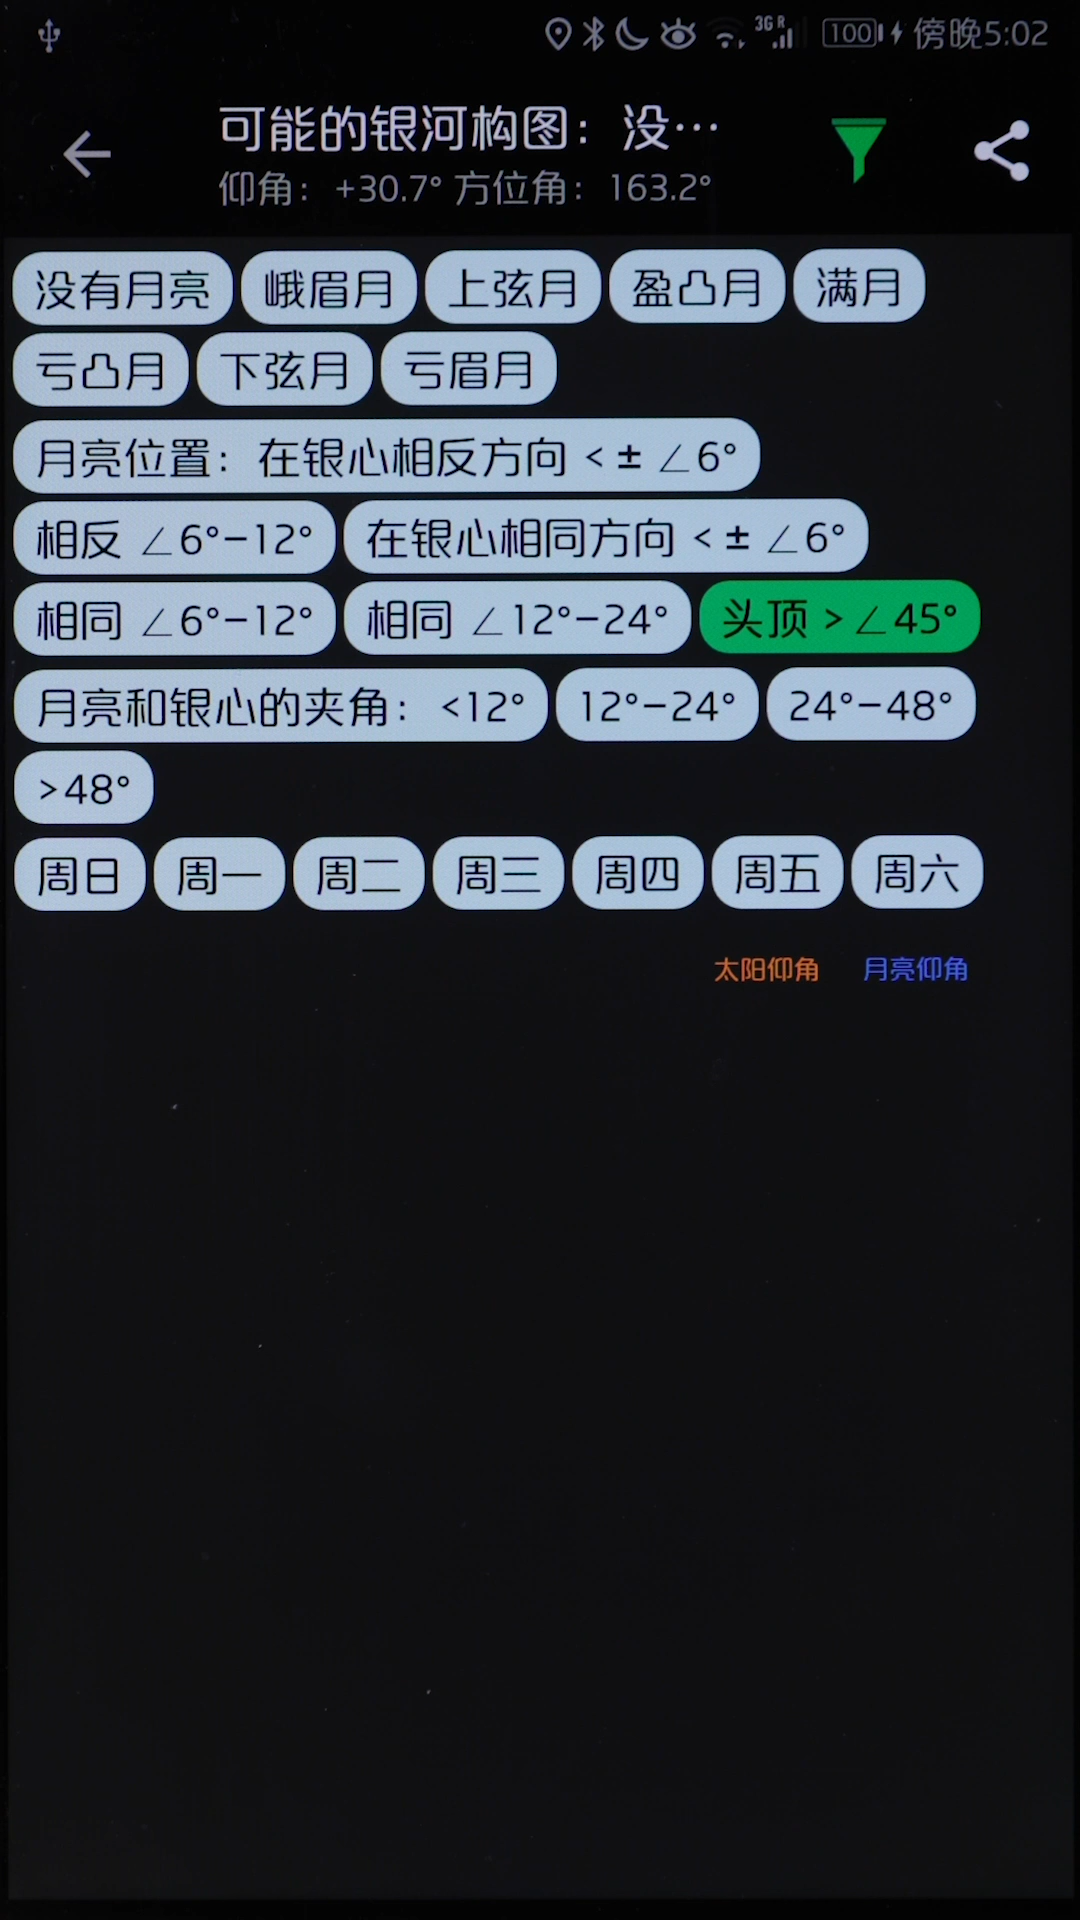 3G R 100 傍晚5:02
可能的银河构图：没…
仰角：+30.7° 方位角：163.2°
没有月亮 峨眉月 上弦月 盈凸月 满月
亏凸月 下弦月 亏眉月
月亮位置：在银心相反方向 < ± ∠6°
相反 ∠6°–12° 在银心相同方向 < ± ∠6°
相同 ∠6°–12° 相同 ∠12°–24° 头顶 > ∠45°
月亮和银心的夹角：<12° 12°–24° 24°–48°
>48°
周日 周一 周二 周三 周四 周五 周六
太阳仰角 月亮仰角